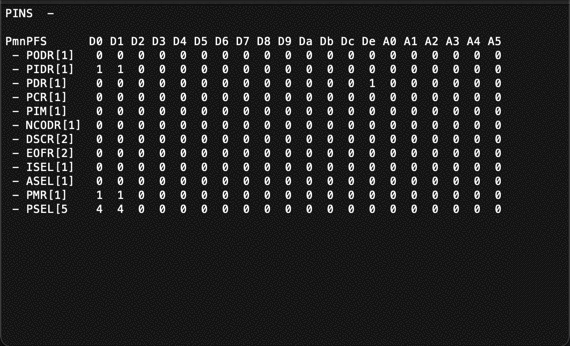 PINS  -
PmnPFS    D0 D1 D2 D3 D4 D5 D6 D7 D8 D9 Da Db Dc De A0 A1 A2 A3 A4 A5
 - PODR[1]   0  0  0  0  0  0  0  0  0  0  0  0  0  0  0  0  0  0  0  0
 - PIDR[1]   1  1  0  0  0  0  0  0  0  0  0  0  0  0  0  0  0  0  0  0
 - PDR[1]    0  0  0  0  0  0  0  0  0  0  0  0  0  1  0  0  0  0  0  0
 - PCR[1]    0  0  0  0  0  0  0  0  0  0  0  0  0  0  0  0  0  0  0  0
 - PIM[1]    0  0  0  0  0  0  0  0  0  0  0  0  0  0  0  0  0  0  0  0
 - NCODR[1]  0  0  0  0  0  0  0  0  0  0  0  0  0  0  0  0  0  0  0  0
 - DSCR[2]   0  0  0  0  0  0  0  0  0  0  0  0  0  0  0  0  0  0  0  0
 - EOFR[2]   0  0  0  0  0  0  0  0  0  0  0  0  0  0  0  0  0  0  0  0
 - ISEL[1]   0  0  0  0  0  0  0  0  0  0  0  0  0  0  0  0  0  0  0  0
 - ASEL[1]   0  0  0  0  0  0  0  0  0  0  0  0  0  0  0  0  0  0  0  0
 - PMR[1]    1  1  0  0  0  0  0  0  0  0  0  0  0  0  0  0  0  0  0  0
 - PSEL[5    4  4  0  0  0  0  0  0  0  0  0  0  0  0  0  0  0  0  0  0